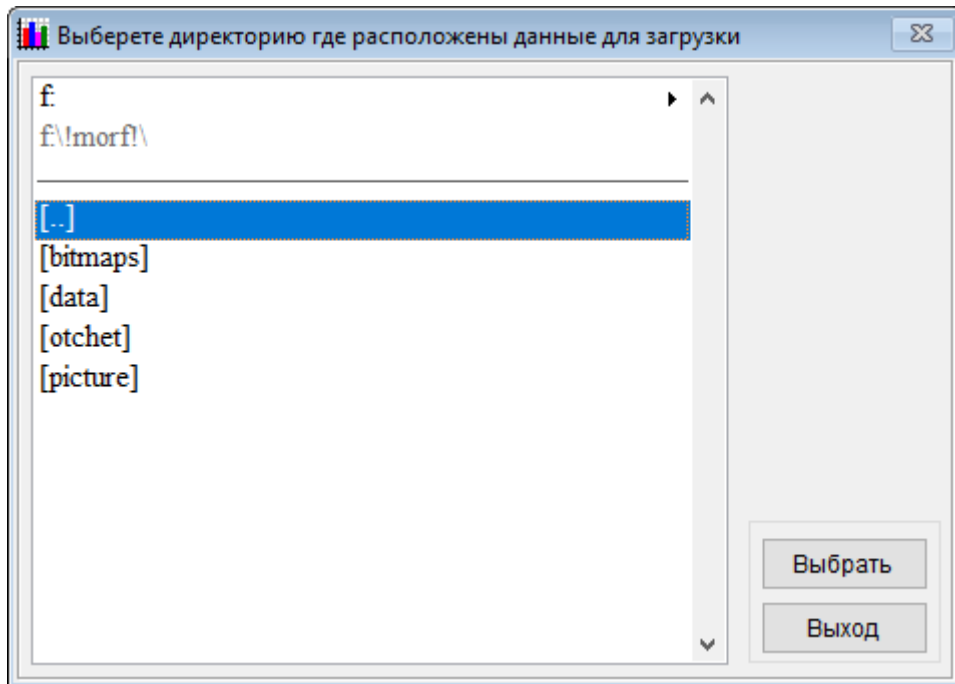 Выберете директорию где расположены данные для загрузки
f:
f:\!morf!\
[..]
[bitmaps]
[data]
[otchet]
[picture]
Выбрать
Выход